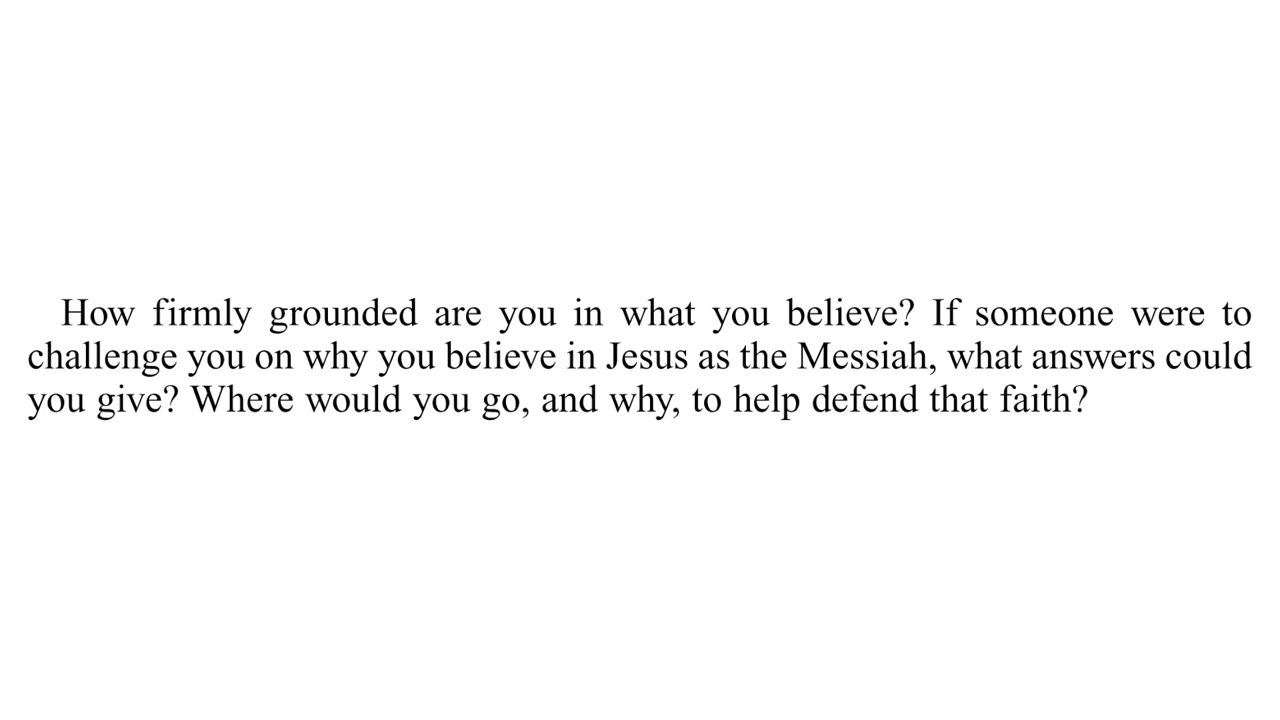 How firmly grounded are you in what you believe? If someone were to
challenge you on why you believe in Jesus as the Messiah, what answers could
you give? Where would you go, and why, to help defend that faith?